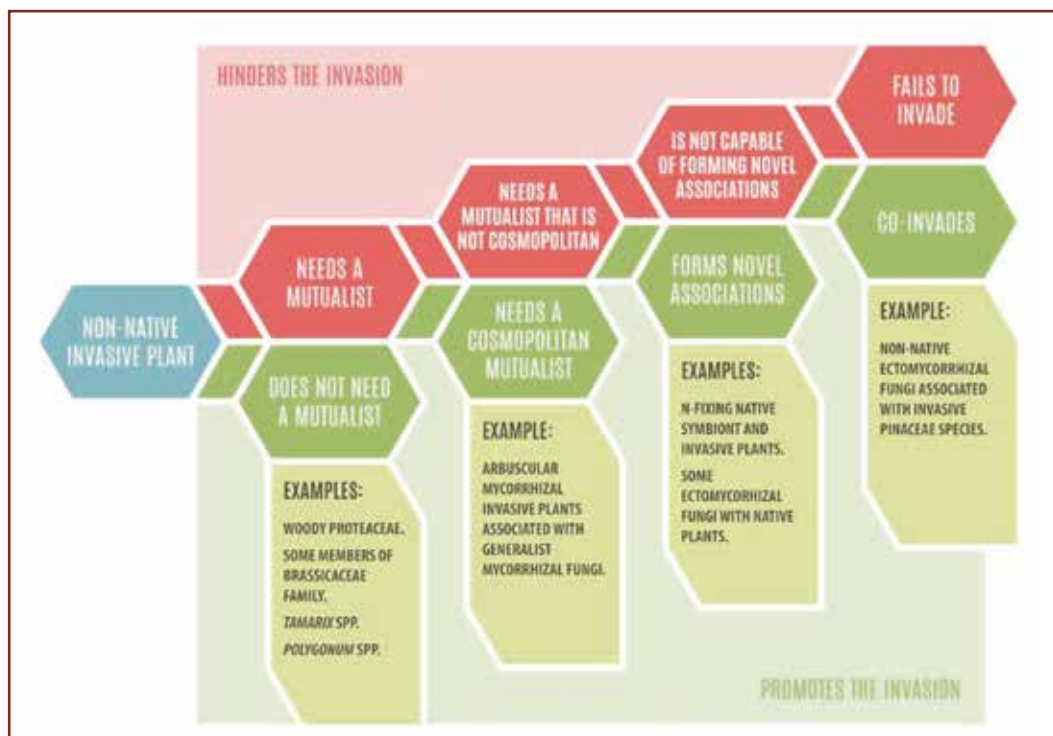 HINDERS THE INVASION
FAILS TO
INVADE
IS NOT CAPABLE
OF FORMING NOVEL
ASSOCIATIONS
NEEDS A
MUTUALIST THAT IS
NOT COSMOPOLITAN
CO-INVADES
NEEDS A
MUTUALIST
FORMS NOVEL
ASSOCIATIONS
NON-NATIVE
INVASIVE PLANT
NEEDS A
COSMOPOLITAN
MUTUALIST
DOES NOT NEED
A MUTUALIST
EXAMPLES:
WOODY PROTEACEAE.
SOME MEMBERS OF
BRASSICACEAE
FAMILY.
TAMARIX SPP.
POLYGONUM SPP.
EXAMPLE:
ARBUSCULAR
MYCORRHIZAL
INVASIVE PLANTS
ASSOCIATED WITH
GENERALIST
MYCORRHIZAL FUNGI.
EXAMPLES:
N-FIXING NATIVE
SYMBIONT AND
INVASIVE PLANTS.
SOME
ECTOMYCORHIZAL
FUNGI WITH NATIVE
PLANTS.
EXAMPLE:
NON-NATIVE
ECTOMYCORRHIZAL
FUNGI ASSOCIATED
WITH INVASIVE
PINACEAE SPECIES.
PROMOTES THE INVASION